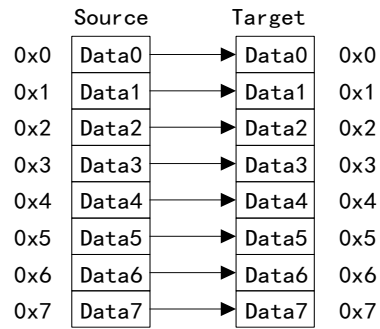 Source Target
0x0 Data0 Data0 0x0
0x1 Data1 Data1 0x1
0x2 Data2 Data2 0x2
0x3 Data3 Data3 0x3
0x4 Data4 Data4 0x4
0x5 Data5 Data5 0x5
0x6 Data6 Data6 0x6
0x7 Data7 Data7 0x7